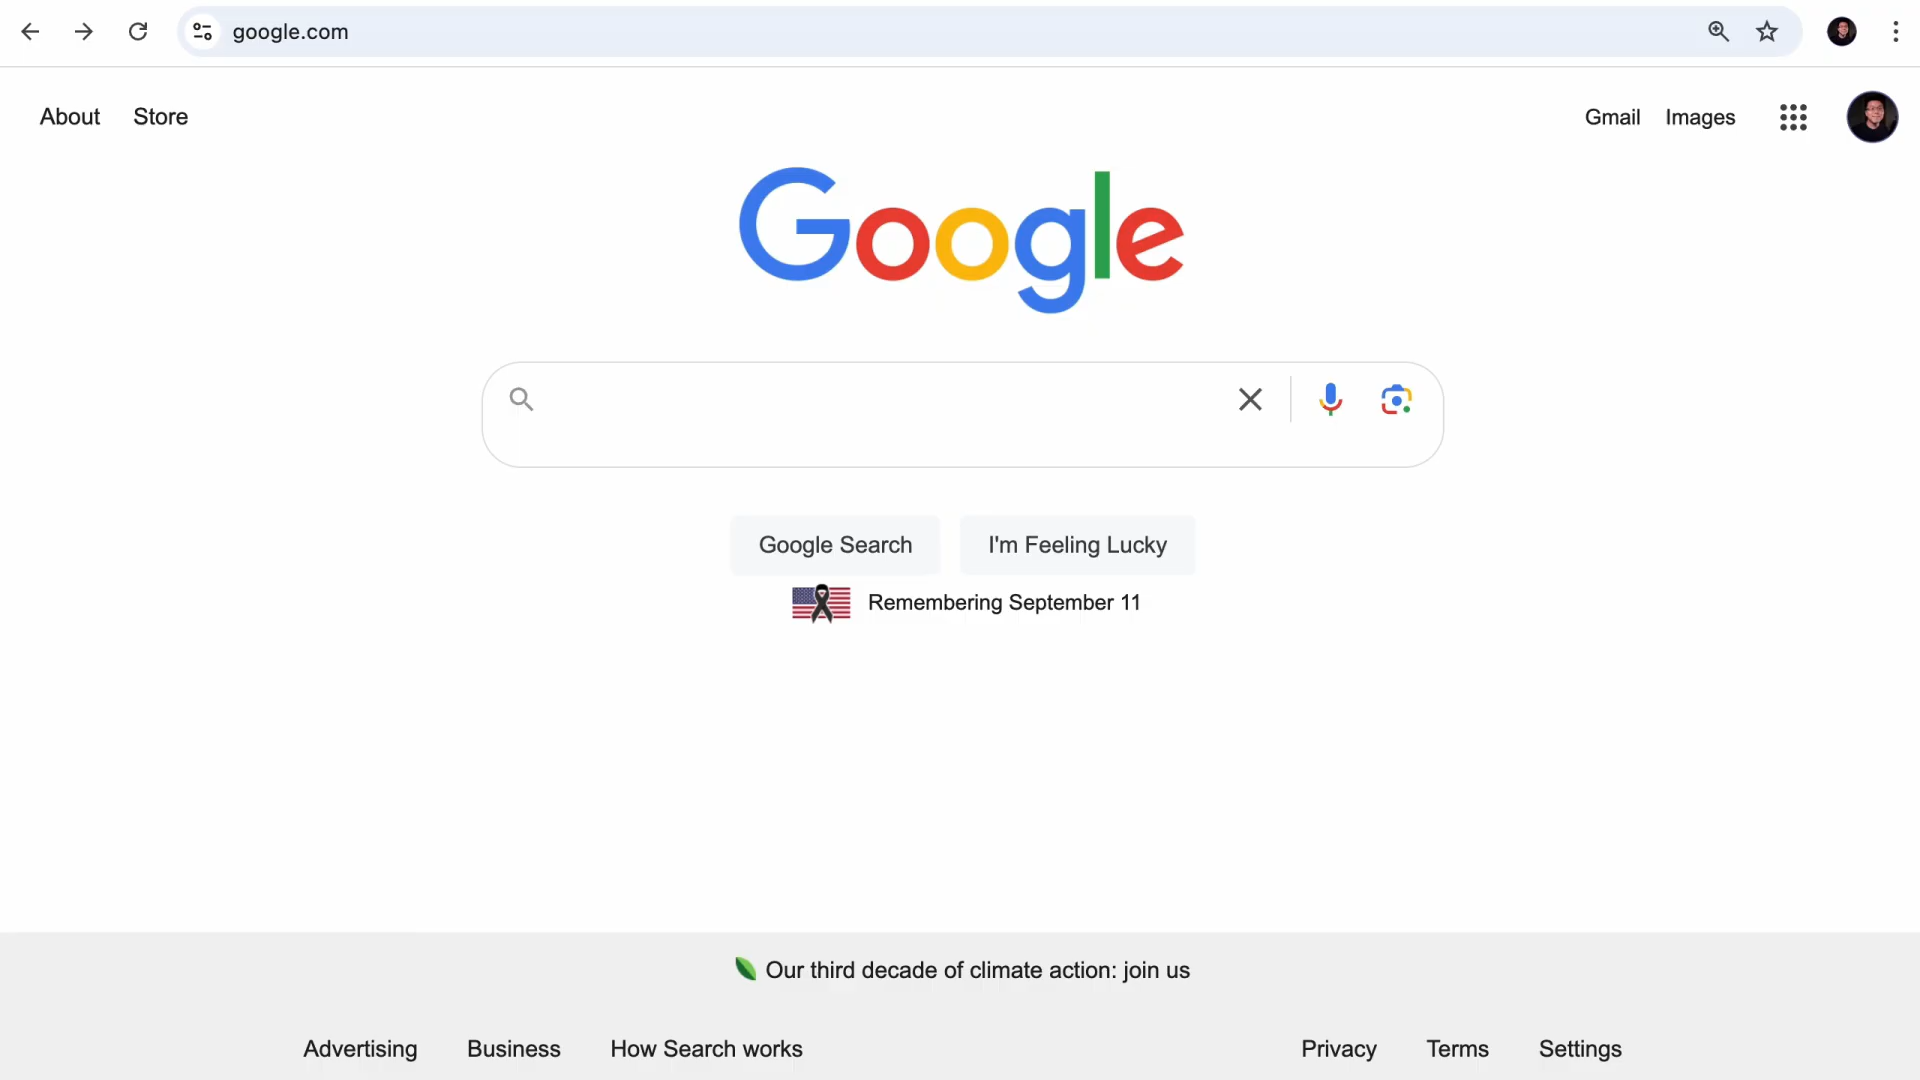 google.com
About Store
Gmail Images
Google
Google Search
I'm Feeling Lucky
Remembering September 11
Our third decade of climate action: join us
Advertising Business How Search works
Privacy Terms Settings